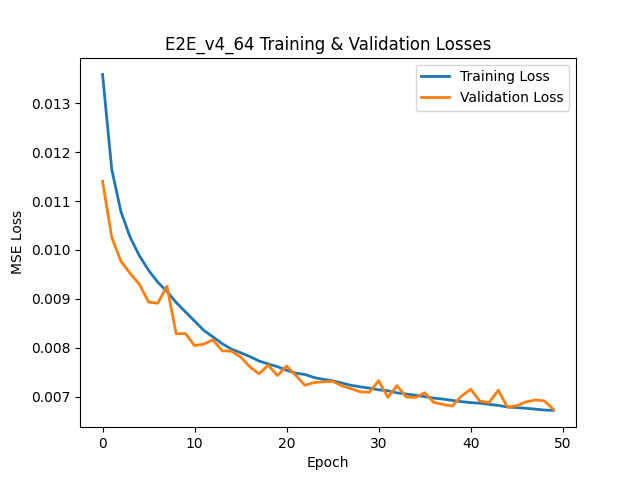 E2E_v4_64 Training & Validation Losses
Training Loss
Validation Loss
MSE Loss
0.013
0.012
0.011
0.010
0.009
0.008
0.007
0 10 20 30 40 50
Epoch